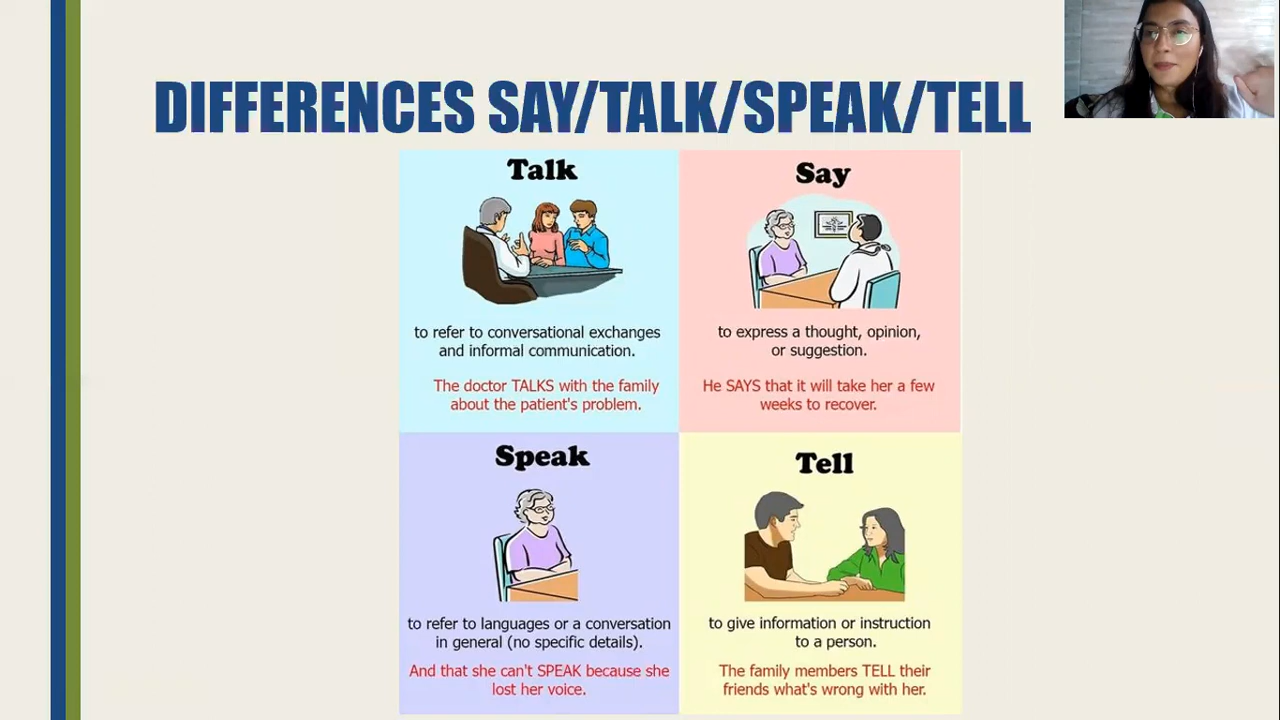 DIFFERENCES SAY/TALK/SPEAK/TELL
Talk
to refer to conversational exchanges
and informal communication.
The doctor TALKS with the family
about the patient's problem.
Say
to express a thought, opinion,
or suggestion.
He SAYS that it will take her a few
weeks to recover.
Speak
to refer to languages or a conversation
in general (no specific details).
And that she can't SPEAK because she
lost her voice.
Tell
to give information or instruction
to a person.
The family members TELL their
friends what's wrong with her.